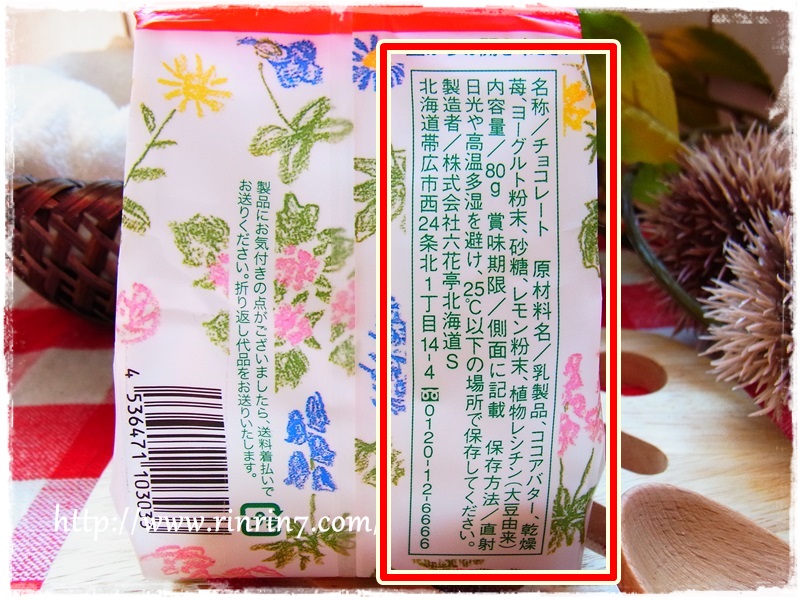 名称／チョコレート　原材料名／乳製品、ココアバター、乾燥
苺、ヨーグルト粉末、砂糖、レモン粉末、植物レシチン（大豆由来）
内容量／80g　賞味期限／側面に記載　保存方法／直射
日光や高温多湿を避け、25℃以下の場所で保存してください。
製造者／株式会社六花亭北海道S
北海道帯広市西24条北1丁目14-4 0120-12-6666
製品にお気付きの点がございましたら、送料着払いで
お送りください。折り返し代品をお送りいたします。
4 536471 10303
http://www.rinrin7.com/